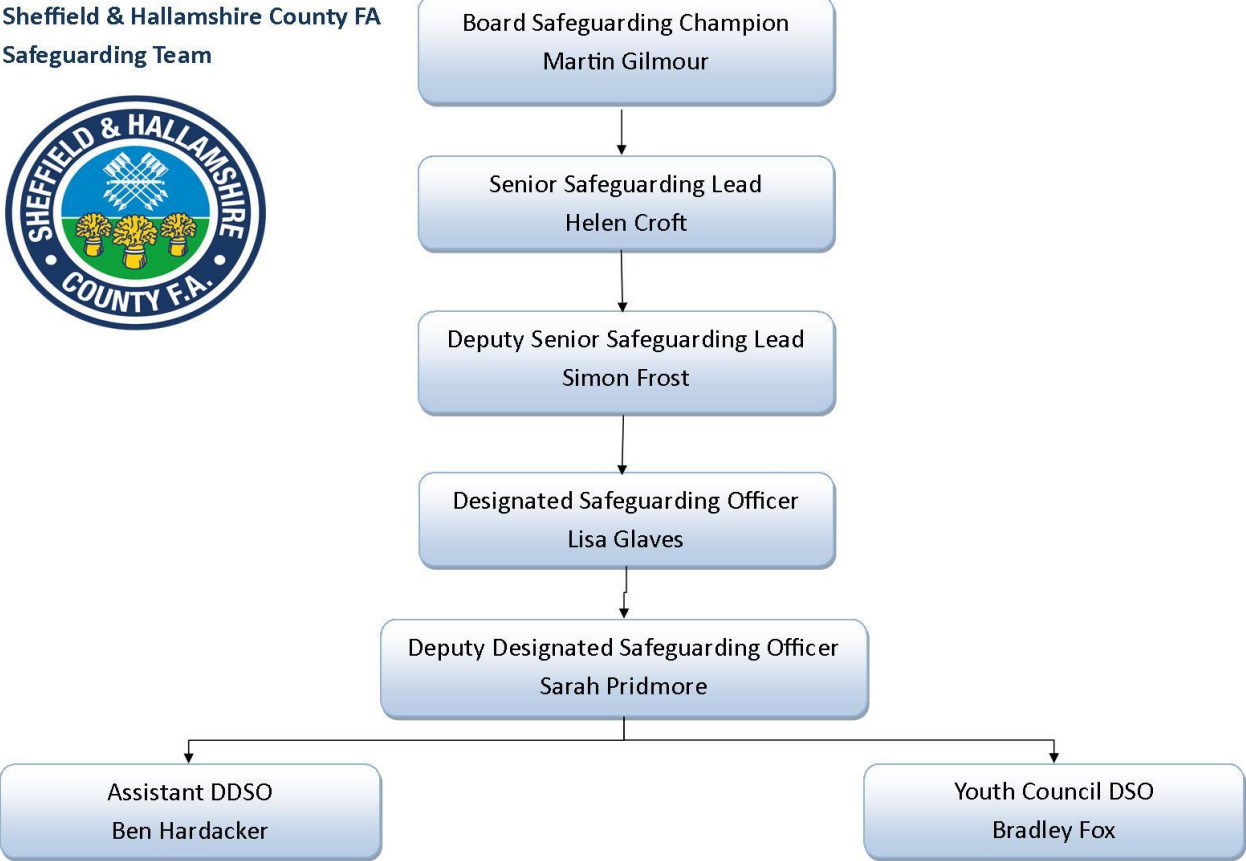 Sheffield & Hallamshire County FA
Safeguarding Team
SHEFFIELD & HALLAMSHIRE
COUNTY F.A.
Board Safeguarding Champion
Martin Gilmour
Senior Safeguarding Lead
Helen Croft
Deputy Senior Safeguarding Lead
Simon Frost
Designated Safeguarding Officer
Lisa Glaves
Deputy Designated Safeguarding Officer
Sarah Pridmore
Assistant DDSO
Ben Hardacker
Youth Council DSO
Bradley Fox